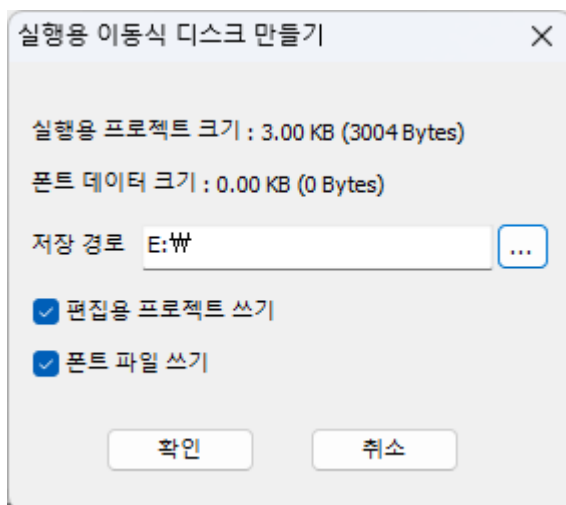 실행용 이동식 디스크 만들기
실행용 프로젝트 크기 : 3.00 KB (3004 Bytes)
폰트 데이터 크기 : 0.00 KB (0 Bytes)
저장 경로 E:₩ ...
편집용 프로젝트 쓰기
폰트 파일 쓰기
확인 취소